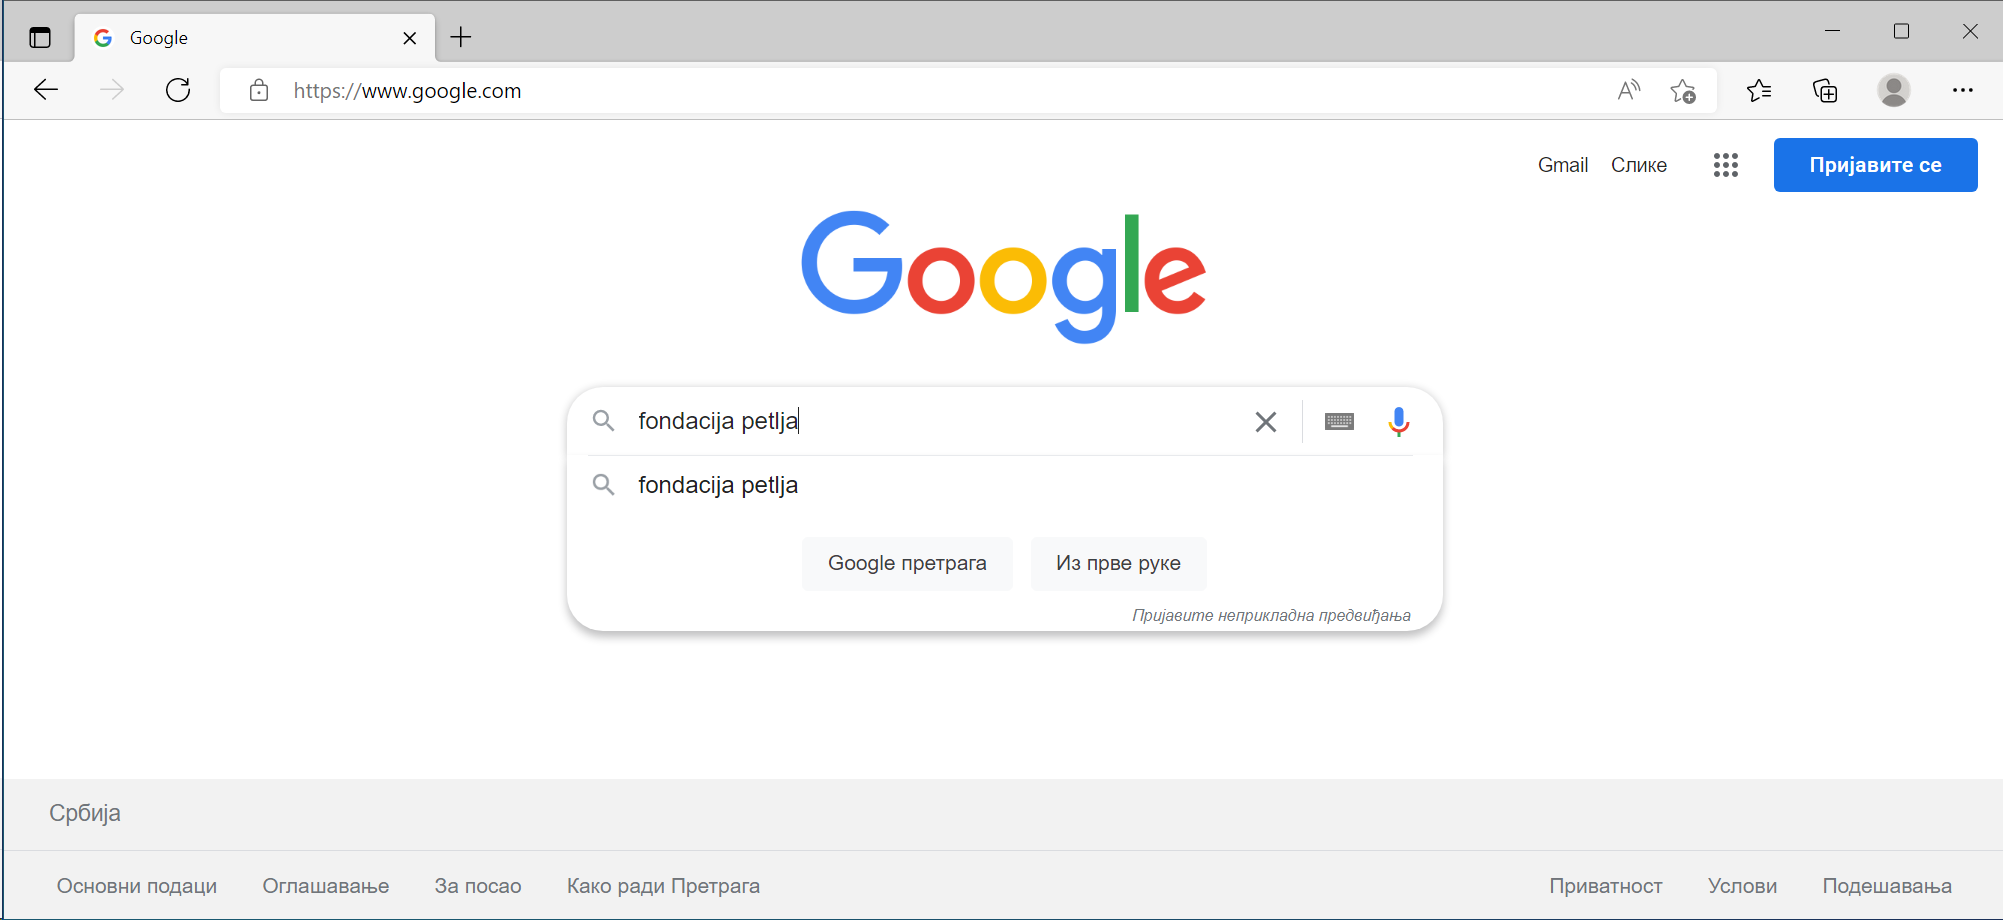 Google
https://www.google.com
Gmail Слике Пријавите се
Google
fondacija petlja
fondacija petlja
Google претрага Из прве руке
Пријавите неприкладна предвиђања
Србија
Основни подаци Оглашавање За посао Како ради Претрага Приватност Услови Подешавања